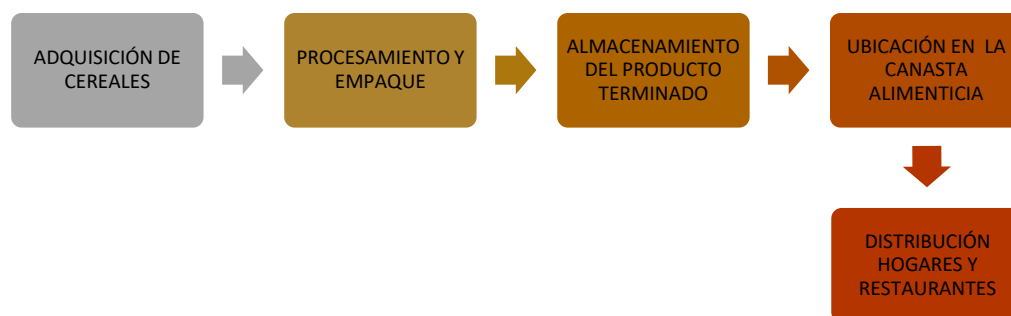 ADQUISICIÓN DE
CEREALES
PROCESAMIENTO Y
EMPAQUE
ALMACENAMIENTO
DEL PRODUCTO
TERMINADO
UBICACIÓN EN  LA
CANASTA
ALIMENTICIA
DISTRIBUCIÓN
HOGARES Y
RESTAURANTES